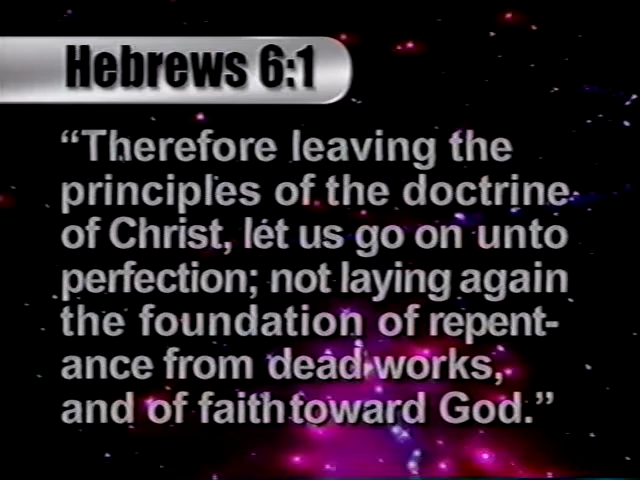 Hebrews 6:1
“Therefore leaving the
principles of the doctrine
of Christ, let us go on unto
perfection; not laying again
the foundation of repent-
ance from dead works,
and of faith toward God.”